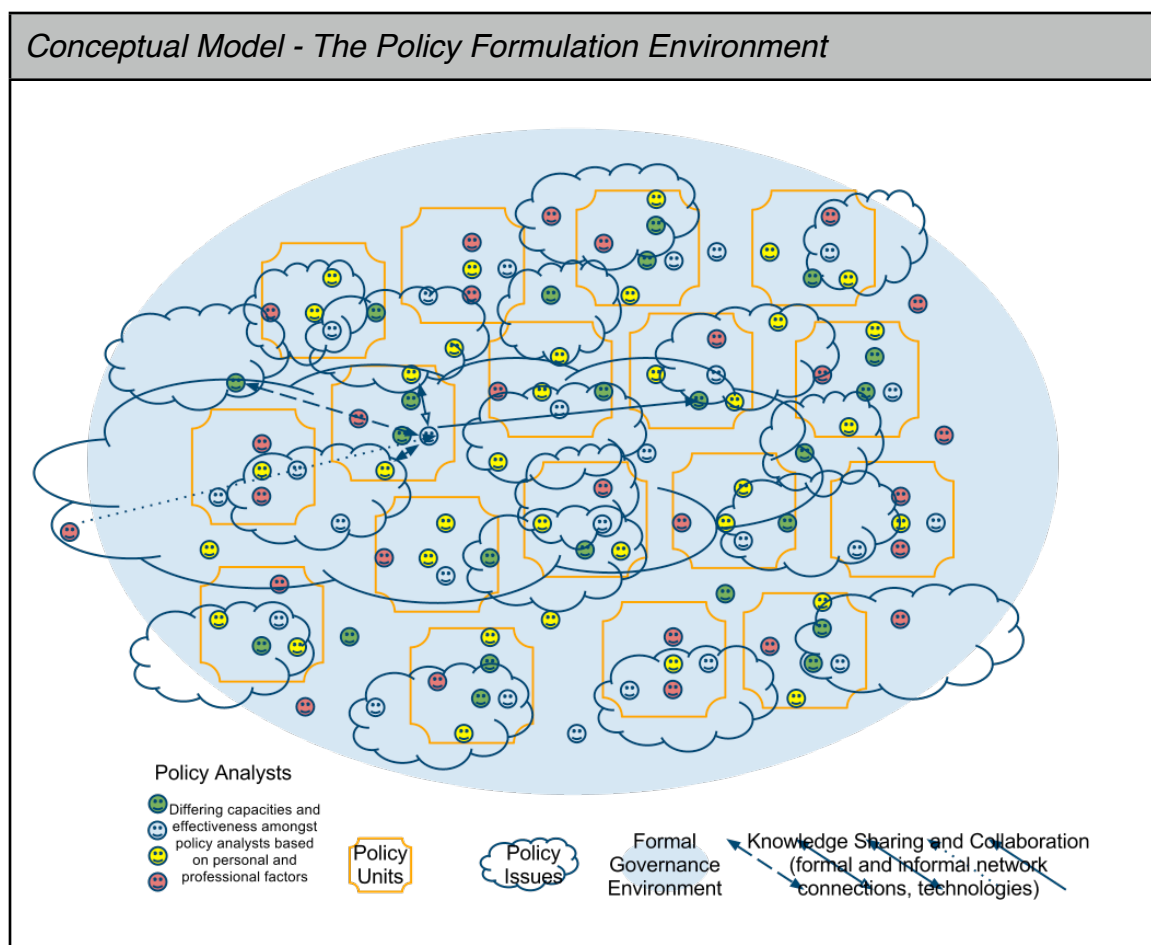 Conceptual Model - The Policy Formulation Environment
Policy Analysts
Differing capacities and
effectiveness amongst
policy analysts based
on personal and
professional factors
Policy
Units
Policy
Issues
Formal
Governance
Environment
Knowledge Sharing and Collaboration
(formal and informal network
connections, technologies)